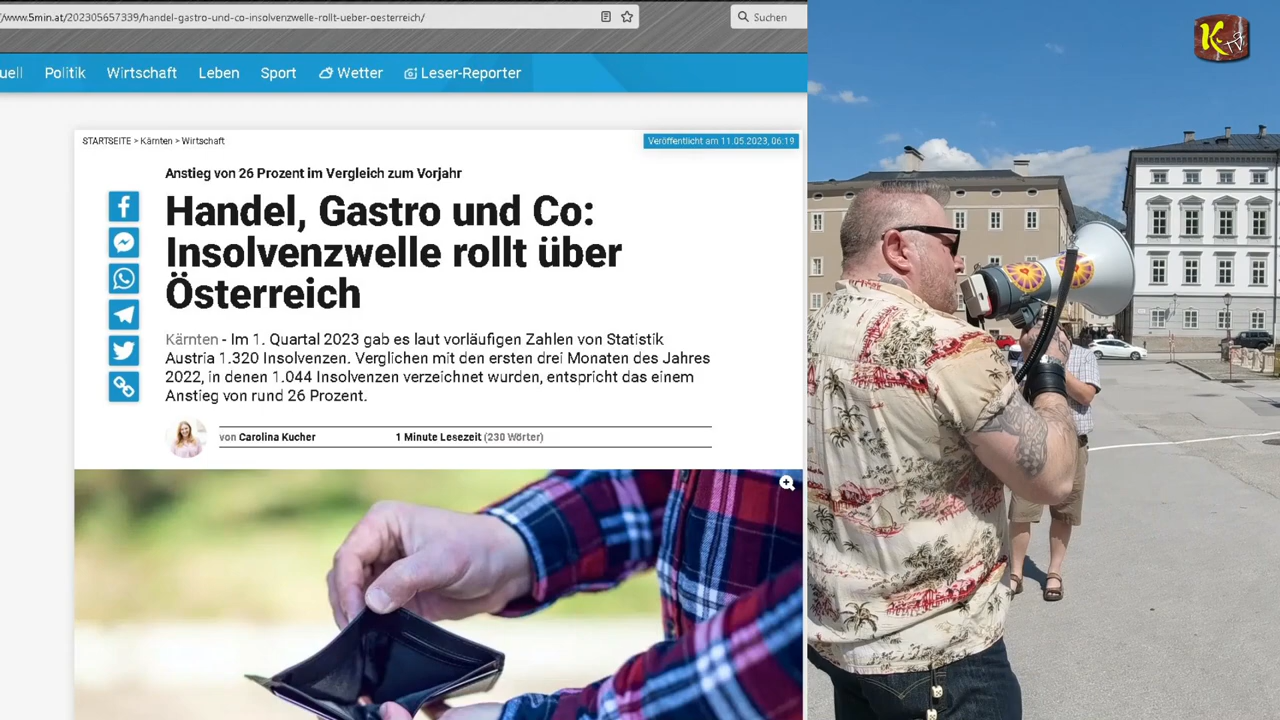 /www.5min.at/202305657339/handel-gastro-und-co-insolvenzwelle-rollt-ueber-oesterreich/
Suchen
uell Politik Wirtschaft Leben Sport Wetter Leser-Reporter
STARTSEITE > Kärnten > Wirtschaft
Veröffentlicht am 11.05.2023, 06:19
Anstieg von 26 Prozent im Vergleich zum Vorjahr
Handel, Gastro und Co:
Insolvenzwelle rollt über
Österreich
Kärnten - Im 1. Quartal 2023 gab es laut vorläufigen Zahlen von Statistik
Austria 1.320 Insolvenzen. Verglichen mit den ersten drei Monaten des Jahres
2022, in denen 1.044 Insolvenzen verzeichnet wurden, entspricht das einem
Anstieg von rund 26 Prozent.
von Carolina Kucher
1 Minute Lesezeit (230 Wörter)